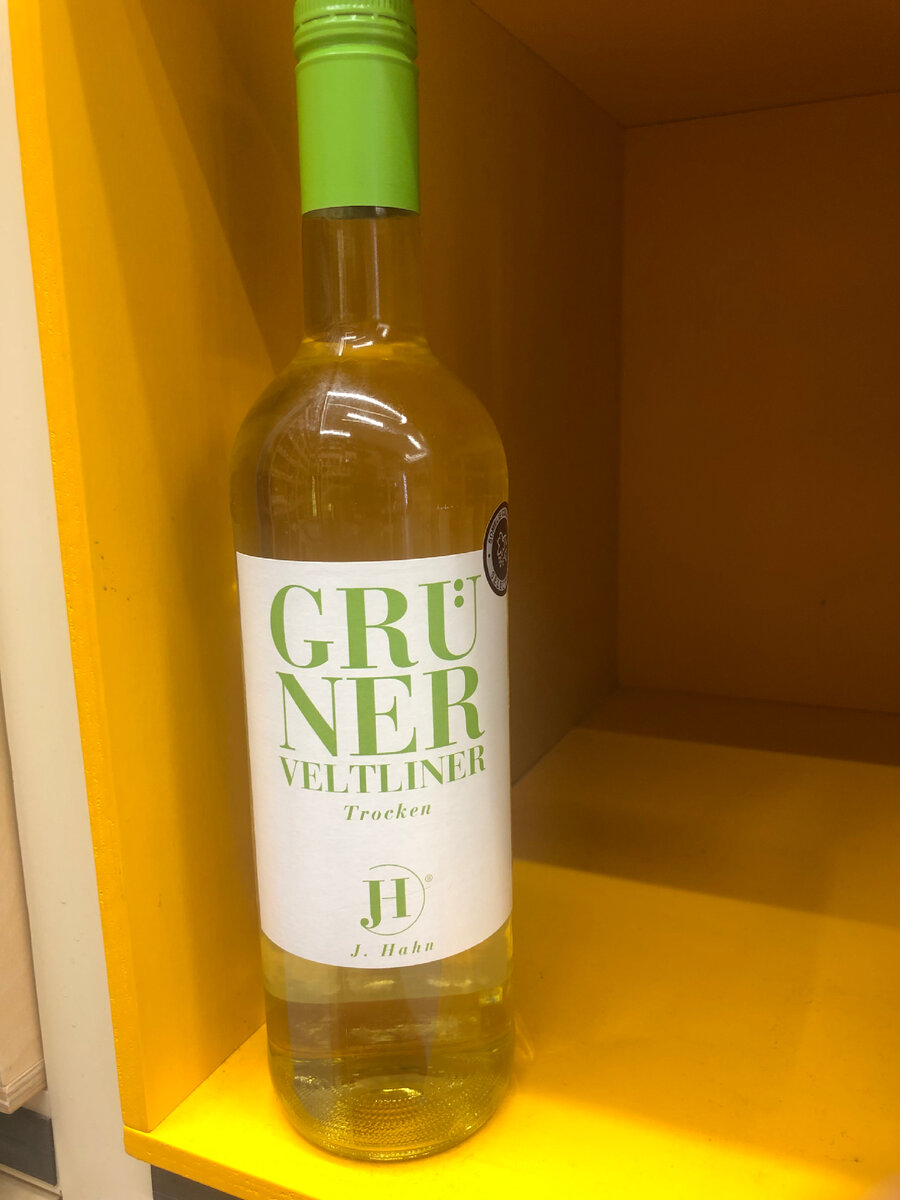 GRÜ
NER
VELTLINER
Trocken
JH®
J. Hahn